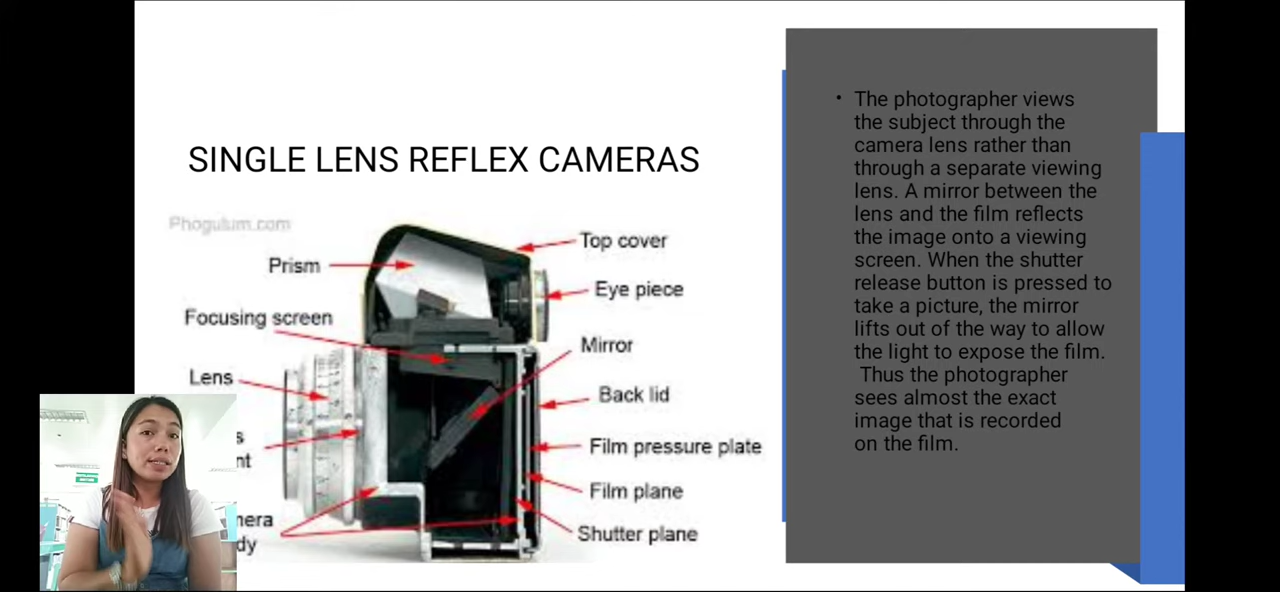 SINGLE LENS REFLEX CAMERAS
Phogulum.com
Top cover
Prism
Eye piece
Focusing screen
Mirror
Lens
Back lid
Film pressure plate
Film plane
Shutter plane
• The photographer views
the subject through the
camera lens rather than
through a separate viewing
lens. A mirror between the
lens and the film reflects
the image onto a viewing
screen. When the shutter
release button is pressed to
take a picture, the mirror
lifts out of the way to allow
the light to expose the film.
Thus the photographer
sees almost the exact
image that is recorded
on the film.